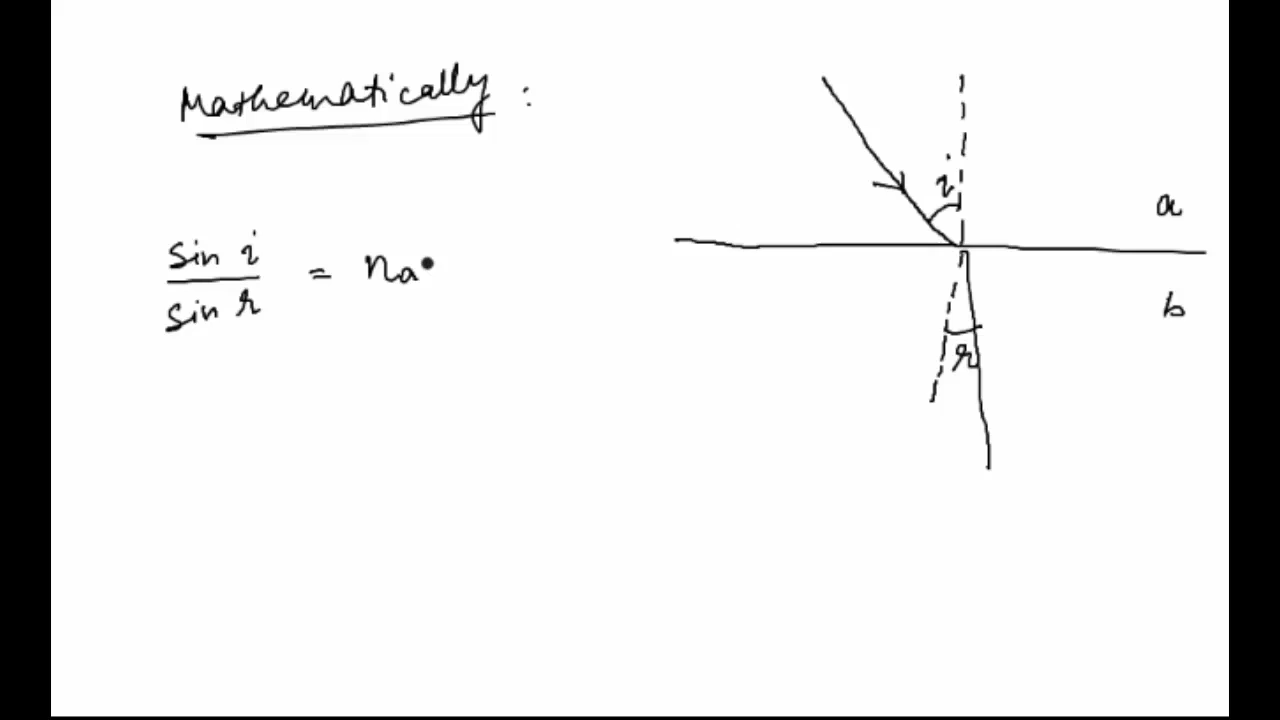 Mathematically :
i
a
sin i
———
sin r
= na
b
r